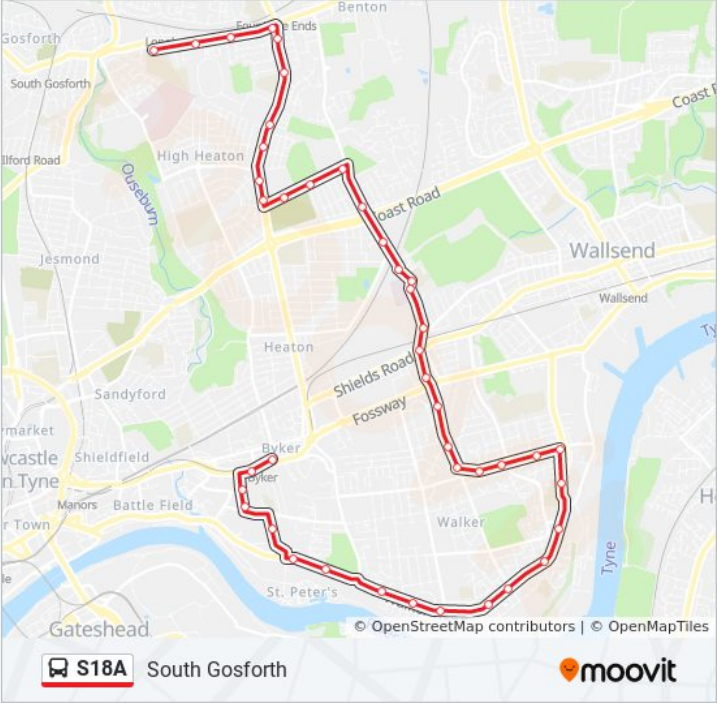 Benton
Gosforth
Four Lane Ends
South Gosforth
Coast R
High Heaton
Ilford Road
Ouseburn
Coast Road
Wallsend
Jesmond
Wallsend
Heaton
Shields Road
Sandyford
Fossway
Byker
Shieldfield
Byker
Manors
Battle Field
Walker
Tyne
St. Peter's
Gateshead
© OpenStreetMap contributors | © OpenMapTiles
S18A South Gosforth
moovit